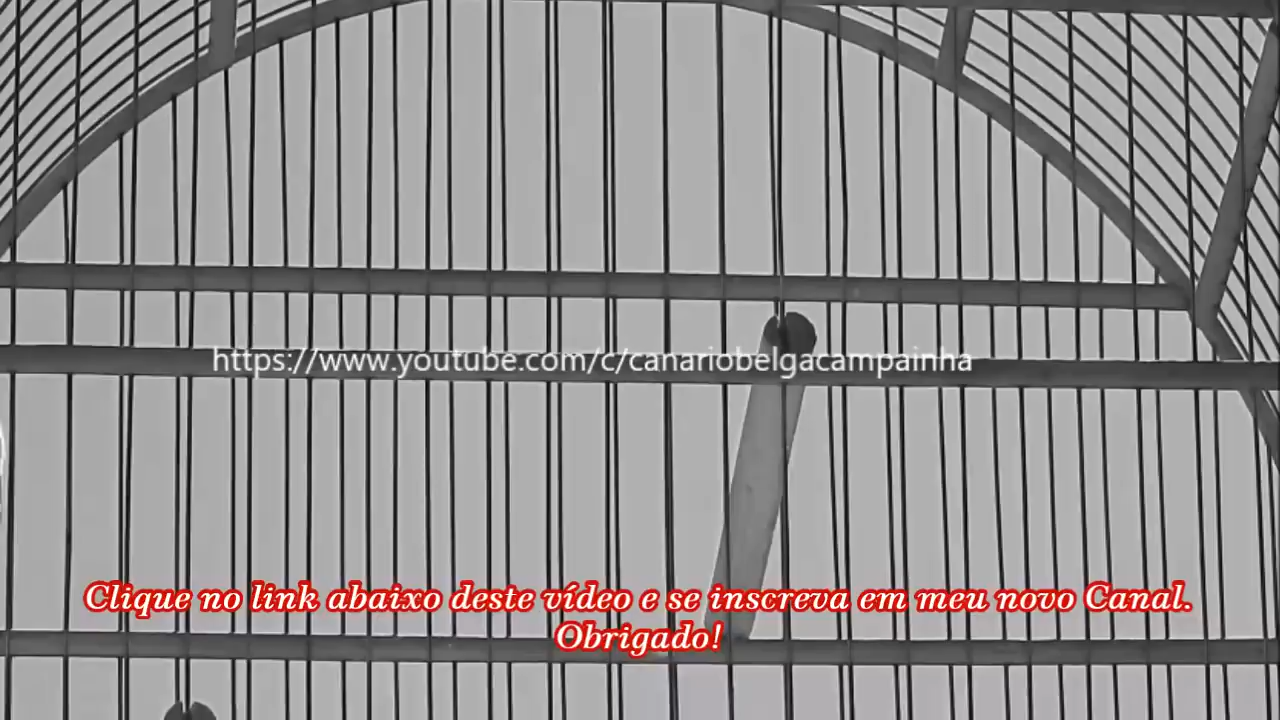 https://www.youtube.com/c/canariobelgacampainha
Clique no link abaixo deste vídeo e se inscreva em meu novo Canal.
Obrigado!